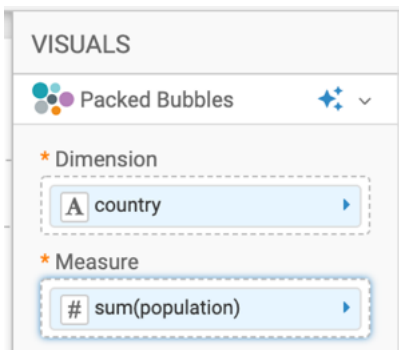 VISUALS
Packed Bubbles
* Dimension
A country
* Measure
# sum(population)